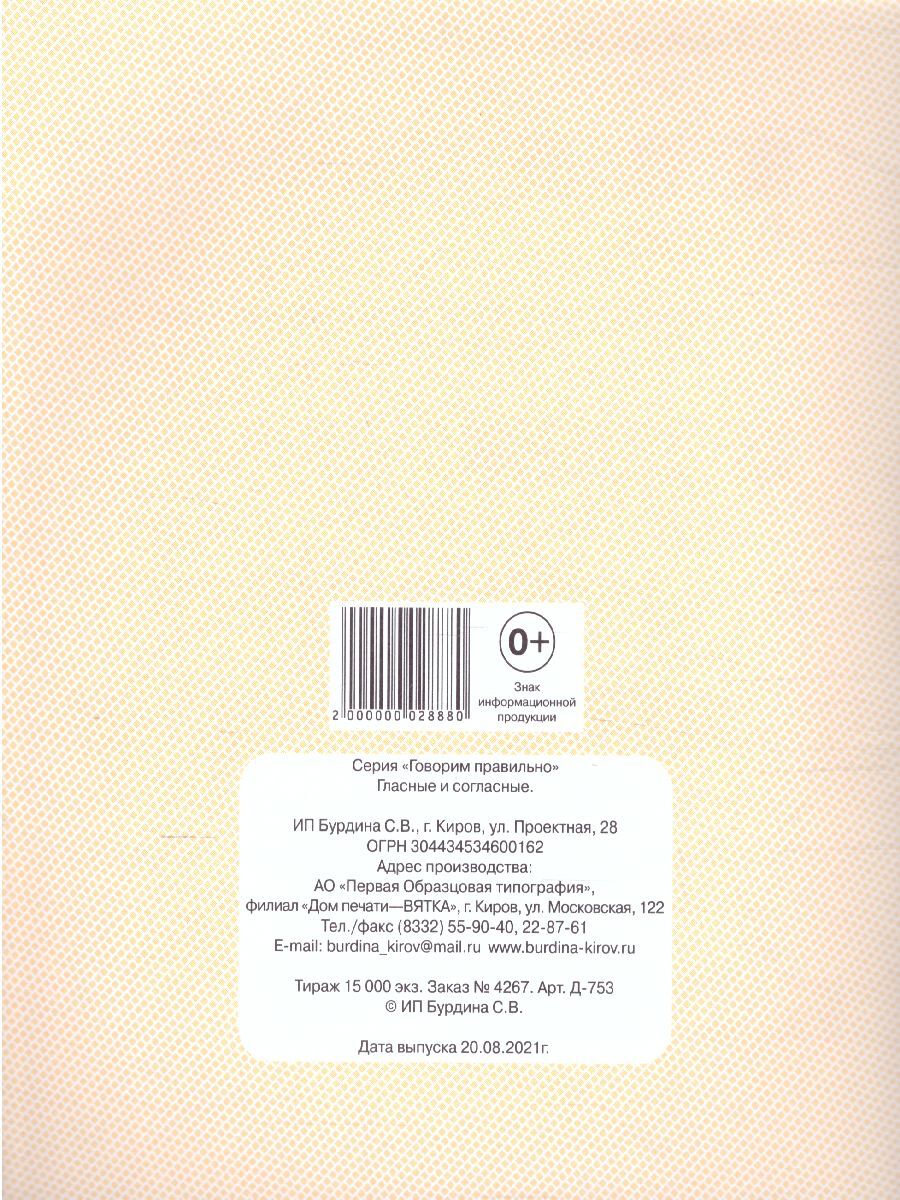 2 000000 028880
0+
Знак
информационной
продукции
Серия «Говорим правильно»
Гласные и согласные.
ИП Бурдина С.В., г. Киров, ул. Проектная, 28
ОГРН 304434534600162
Адрес производства:
АО «Первая Образцовая типография»,
филиал «Дом печати—ВЯТКА», г. Киров, ул. Московская, 122
Тел./факс (8332) 55-90-40, 22-87-61
E-mail: burdina_kirov@mail.ru www.burdina-kirov.ru
Тираж 15 000 экз. Заказ № 4267. Арт. Д-753
© ИП Бурдина С.В.
Дата выпуска 20.08.2021г.